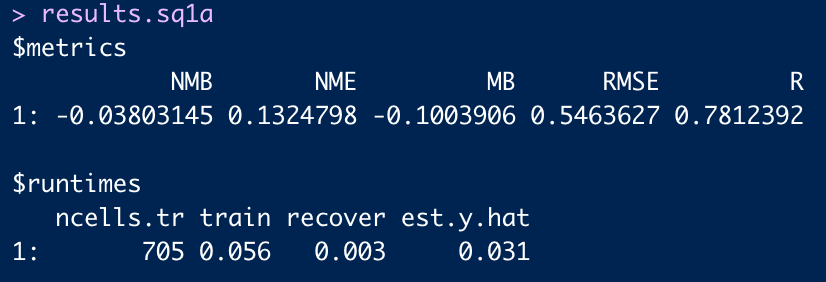 > results.sq1a
$metrics
NMB NME MB RMSE R
1: -0.03803145 0.1324798 -0.1003906 0.5463627 0.7812392
$runtimes
ncells.tr train recover est.y.hat
1: 705 0.056 0.003 0.031